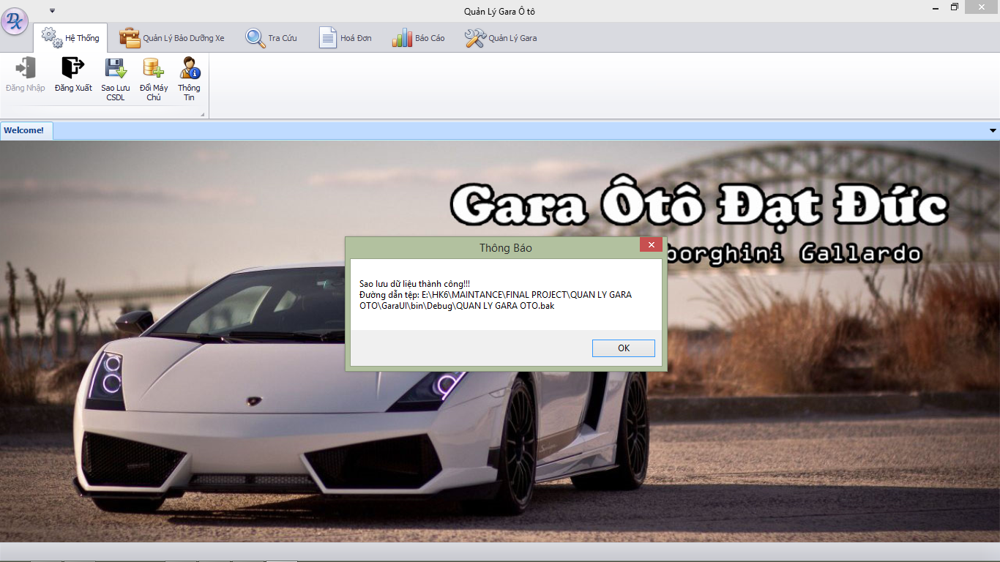 DX
Quản Lý Gara Ô tô
Hệ Thống
Quản Lý Bảo Dưỡng Xe
Tra Cứu
Hoá Đơn
Báo Cáo
Quản Lý Gara
Đăng Nhập
Đăng Xuất
Sao Lưu
CSDL
Đổi Máy
Chủ
Thông
Tin
Welcome!
Gara Ôtô Đạt Đức
borghini Gallardo
Thông Báo
Sao lưu dữ liệu thành công!!!
Đường dẫn tệp: E:\HK6\MAINTANCE\FINAL PROJECT\QUAN LY GARA
OTO\GaraUI\bin\Debug\QUAN LY GARA OTO.bak
OK